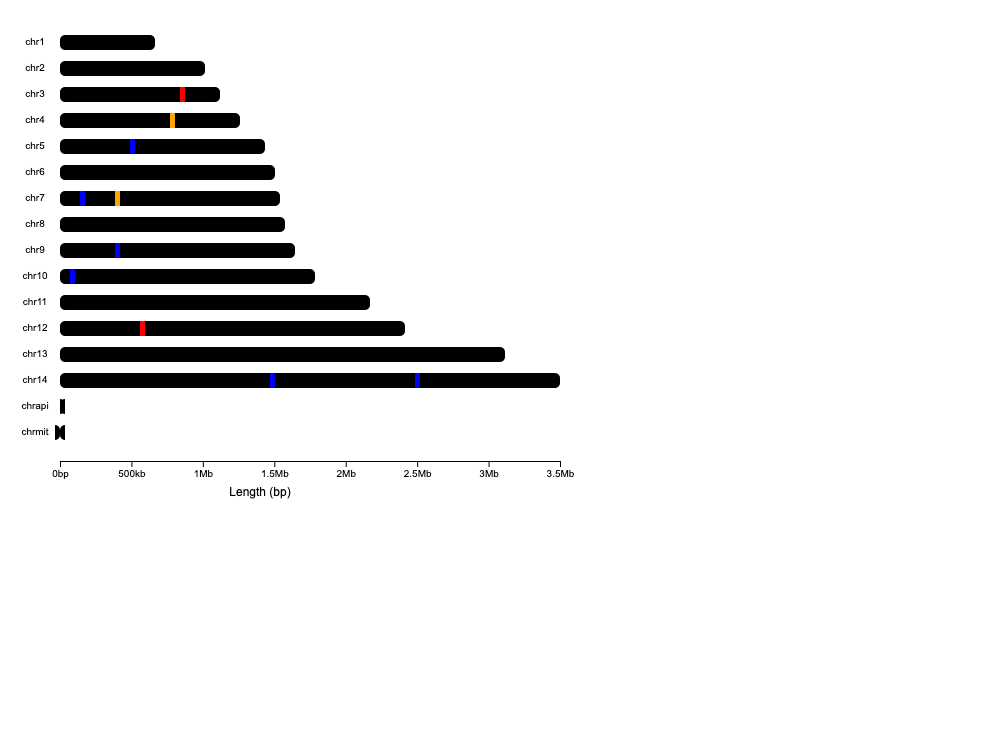 chr1
chr2
chr3
chr4
chr5
chr6
chr7
chr8
chr9
chr10
chr11
chr12
chr13
chr14
chrapi
chrmit
0bp 500kb 1Mb 1.5Mb 2Mb 2.5Mb 3Mb 3.5Mb
Length (bp)